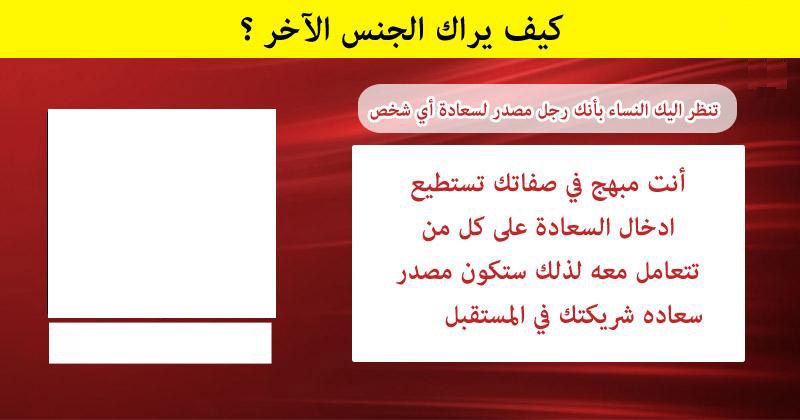 كيف يراك الجنس الآخر ؟
تنظر اليك النساء بأنك رجل مصدر لسعادة أي شخص
أنت مبهج في صفاتك تستطيع
ادخال السعادة على كل من
تتعامل معه لذلك ستكون مصدر
سعاده شريكتك في المستقبل